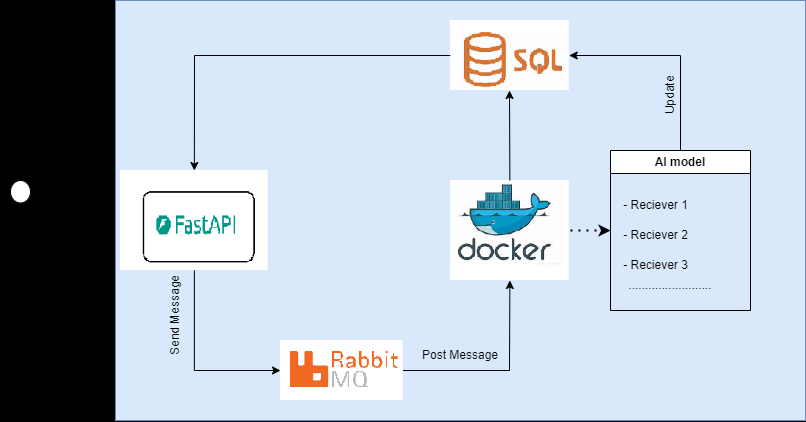 SQL
Update
AI model
FastAPI
docker
- Reciever 1
- Reciever 2
- Reciever 3
.........................
Send Message
Rabbit
MQ
Post Message